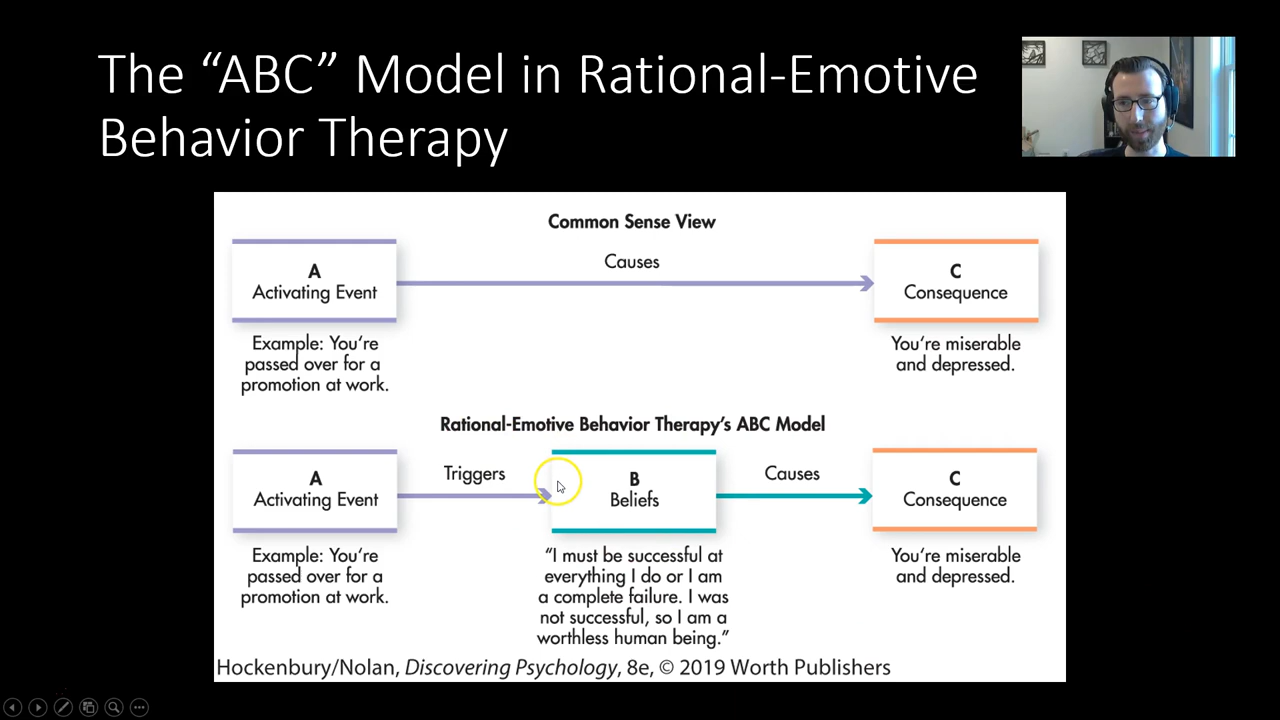 The “ABC” Model in Rational-Emotive
Behavior Therapy
Common Sense View
A
Activating Event
Causes
C
Consequence
Example: You’re
passed over for a
promotion at work.
You’re miserable
and depressed.
Rational-Emotive Behavior Therapy’s ABC Model
A
Activating Event
Triggers
B
Beliefs
Causes
C
Consequence
Example: You’re
passed over for a
promotion at work.
“I must be successful at
everything I do or I am
a complete failure. I was
not successful, so I am a
worthless human being.”
You’re miserable
and depressed.
Hockenbury/Nolan, Discovering Psychology, 8e, © 2019 Worth Publishers